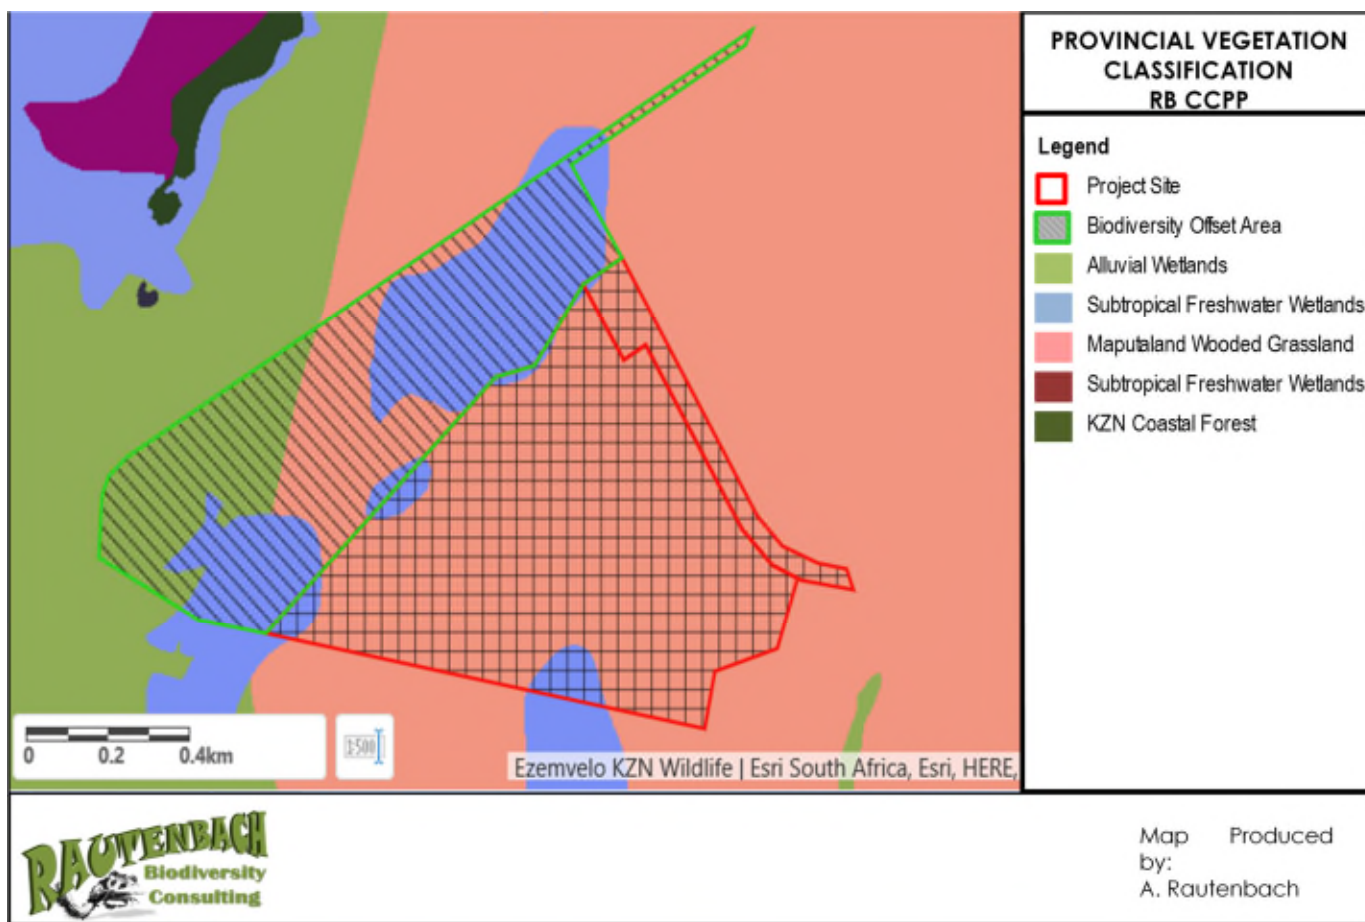 PROVINCIAL VEGETATION
CLASSIFICATION
RB CCPP
Legend
Project Site
Biodiversity Offset Area
Alluvial Wetlands
Subtropical Freshwater Wetlands
Maputaland Wooded Grassland
Subtropical Freshwater Wetlands
KZN Coastal Forest
0 0.2 0.4km
1:500
Ezemvelo KZN Wildlife | Esri South Africa, Esri, HERE,
RAUTENBACH
Biodiversity
Consulting
Map Produced
by:
A. Rautenbach